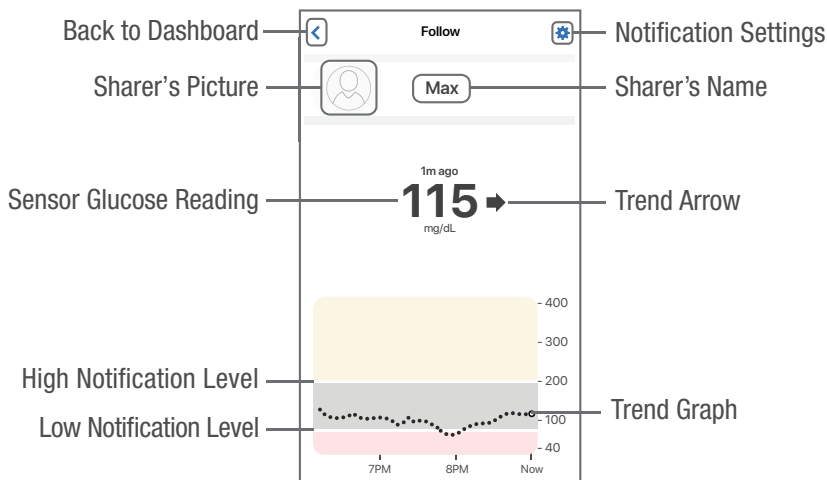 Back to Dashboard
Follow
Notification Settings
Sharer's Picture
Max
Sharer's Name
1m ago
Sensor Glucose Reading
115
Trend Arrow
mg/dL
400
300
High Notification Level
200
Trend Graph
100
Low Notification Level
40
7PM
8PM
Now